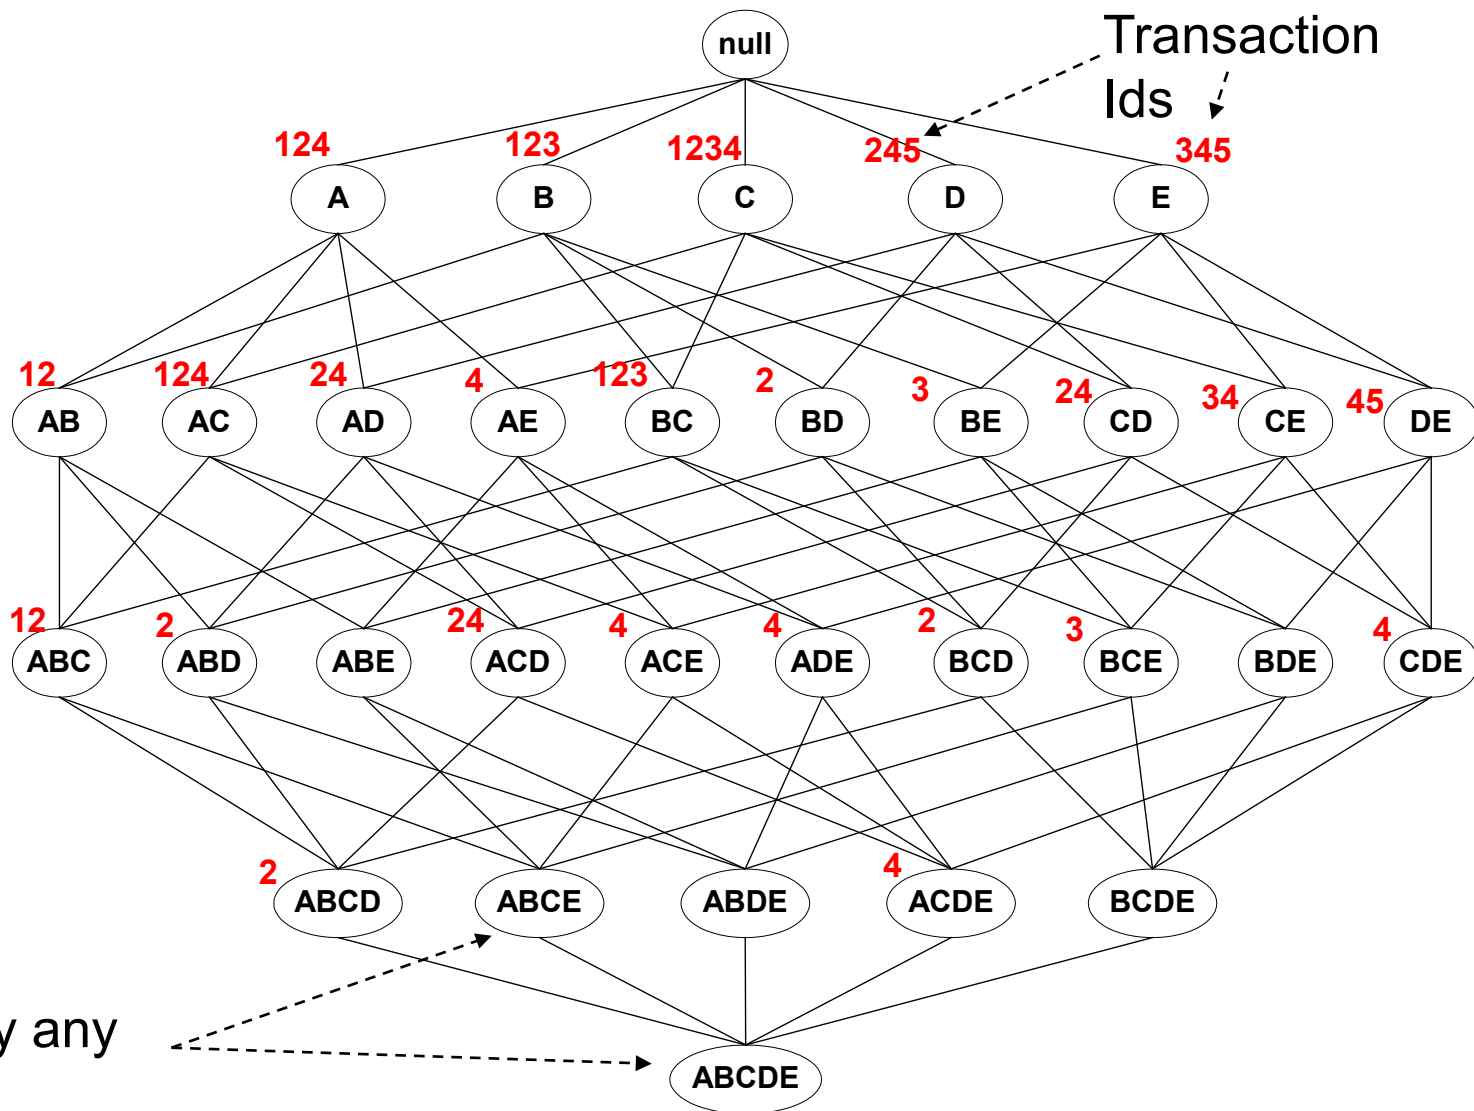 null
Transaction
Ids
124 123 1234 245 345
A B C D E
12 124 24 4 123 2 3 24 34 45
AB AC AD AE BC BD BE CD CE DE
12 2 24 4 4 2 3 4
ABC ABD ABE ACD ACE ADE BCD BCE BDE CDE
2 4
ABCD ABCE ABDE ACDE BCDE
y any
ABCDE